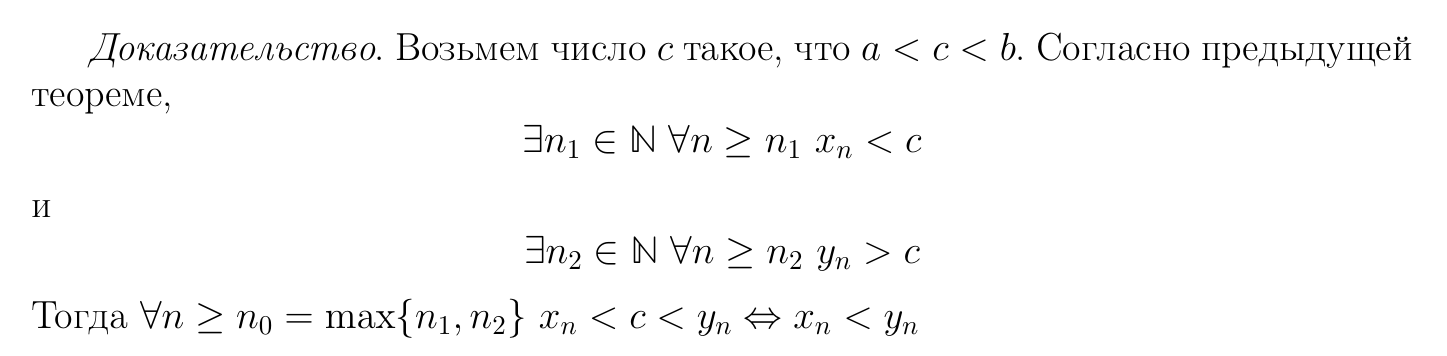 Доказательство. Возьмем число c такое, что a < c < b. Согласно предыдущей
теореме,
∃n₁ ∈ ℕ ∀n ≥ n₁ xₙ < c
и
∃n₂ ∈ ℕ ∀n ≥ n₂ yₙ > c
Тогда ∀n ≥ n₀ = max{n₁, n₂} xₙ < c < yₙ ⇔ xₙ < yₙ